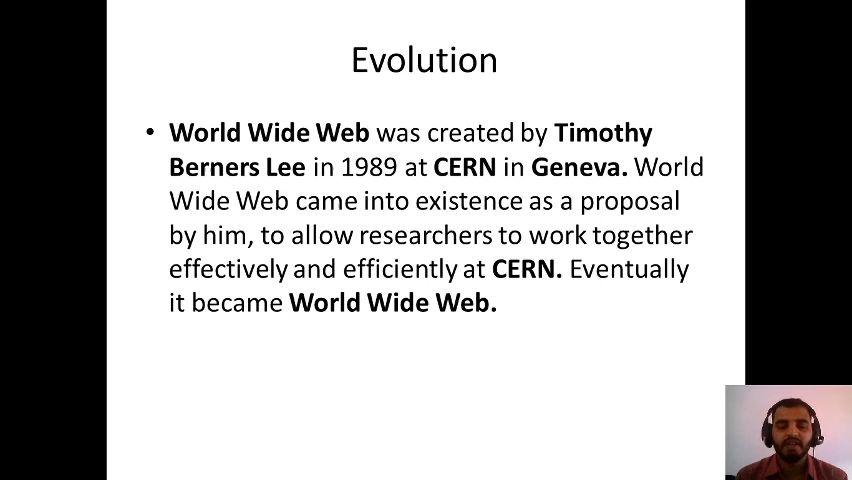 Evolution
• World Wide Web was created by Timothy
Berners Lee in 1989 at CERN in Geneva. World
Wide Web came into existence as a proposal
by him, to allow researchers to work together
effectively and efficiently at CERN. Eventually
it became World Wide Web.